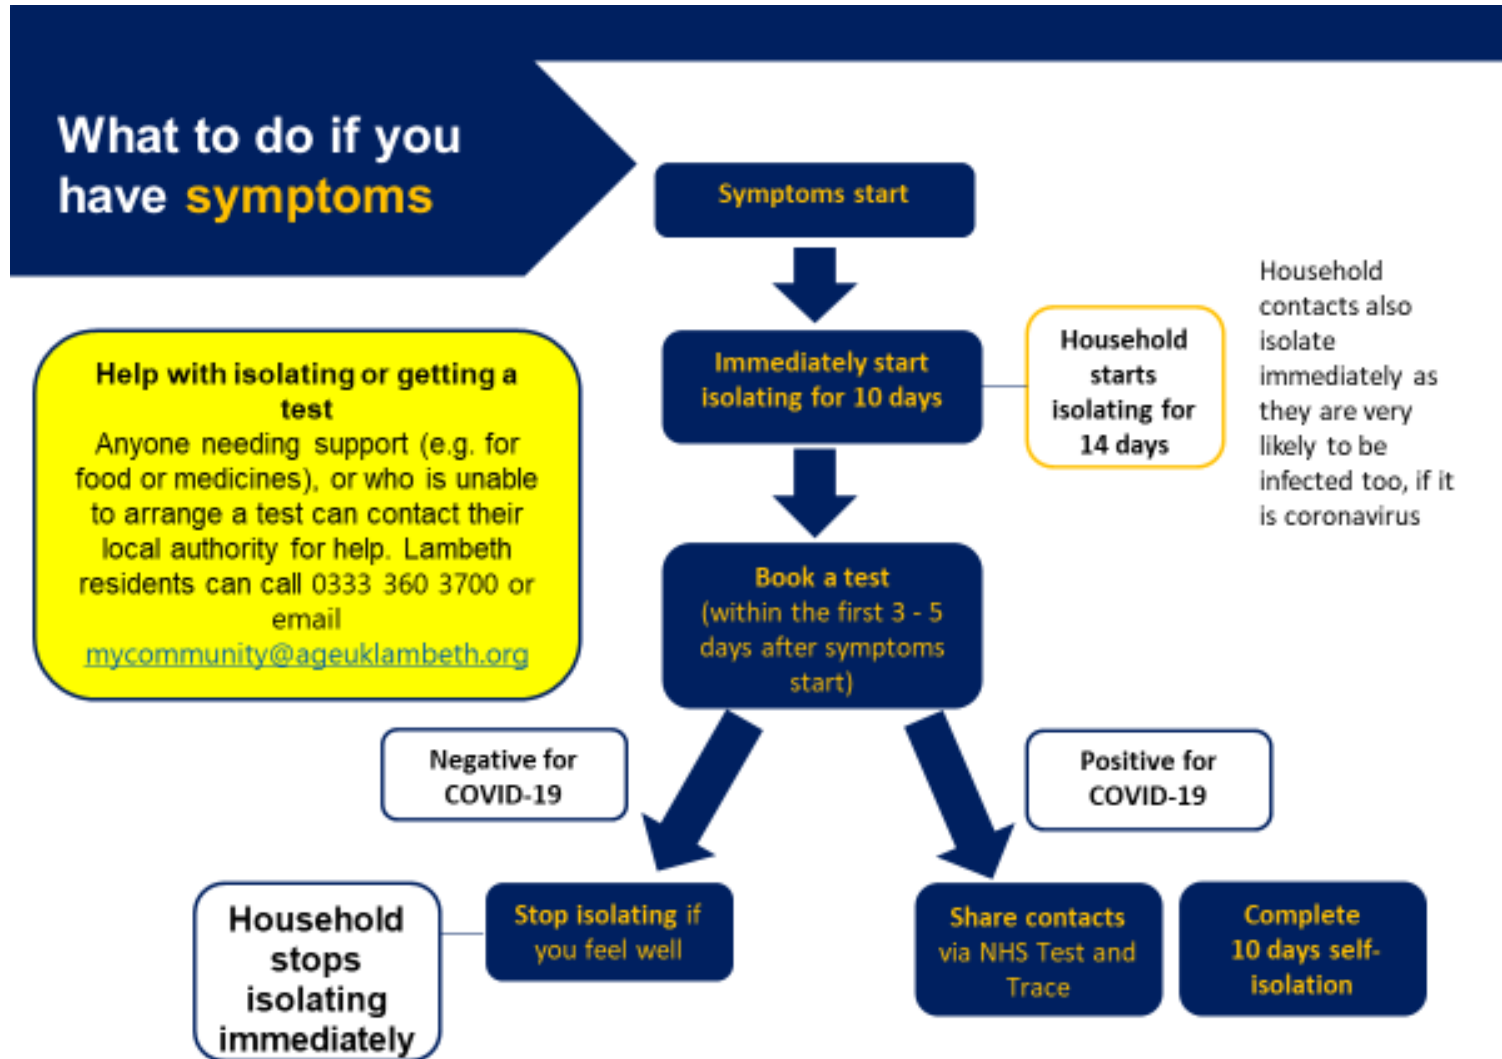 What to do if you
have symptoms
Symptoms start
Immediately start
isolating for 10 days
Household
starts
isolating for
14 days
Household
contacts also
isolate
immediately as
they are very
likely to be
infected too, if it
is coronavirus
Help with isolating or getting a
test
Anyone needing support (e.g. for
food or medicines), or who is unable
to arrange a test can contact their
local authority for help. Lambeth
residents can call 0333 360 3700 or
email
mycommunity@ageuklambeth.org
Book a test
(within the first 3 - 5
days after symptoms
start)
Negative for
COVID-19
Positive for
COVID-19
Household
stops
isolating
immediately
Stop isolating if
you feel well
Share contacts
via NHS Test and
Trace
Complete
10 days self-
isolation